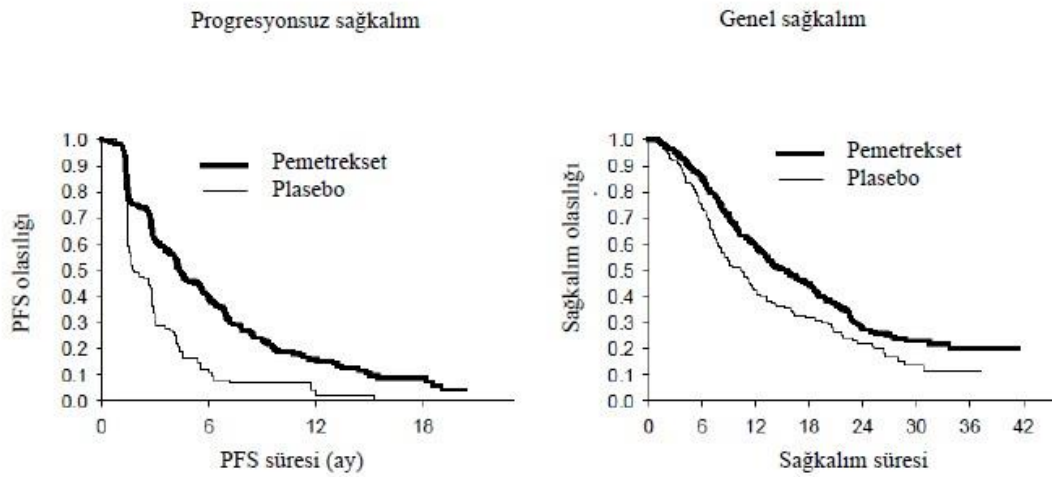 Progresyonsuz sağkalım
PFS olasılığı
1.0
0.9
0.8
0.7
0.6
0.5
0.4
0.3
0.2
0.1
0.0
Pemetrekset
Plasebo
0 6 12 18
PFS süresi (ay)
Genel sağkalım
Sağkalım olasılığı
1.0
0.9
0.8
0.7
0.6
0.5
0.4
0.3
0.2
0.1
0.0
Pemetrekset
Plasebo
0 6 12 18 24 30 36 42
Sağkalım süresi